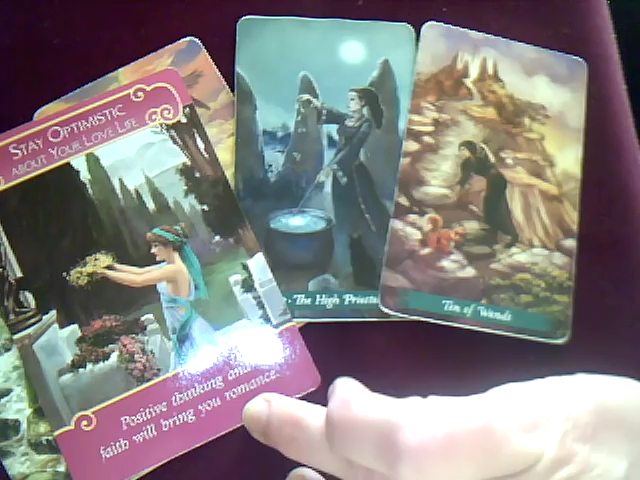 STAY OPTIMISTIC
ABOUT YOUR LOVE LIFE
Positive thinking and
faith will bring you romance.
The High Priestess
Ten of Wands